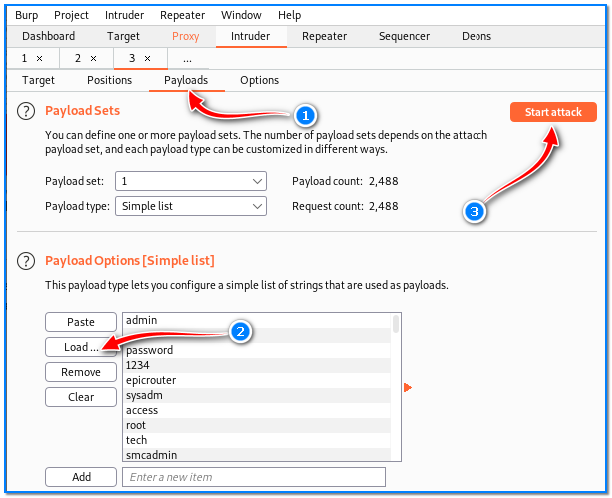 Burp Project Intruder Repeater Window Help
Dashboard Target Proxy Intruder Repeater Sequencer
1 × 2 × 3 × ...
Target Positions Payloads Options
1
? Payload Sets Start attack
You can define one or more payload sets. The number of payload sets depends on the attack
payload set, and each payload type can be customized in different ways.
Payload set: 1 Payload count: 2,488
Payload type: Simple list Request count: 2,488
3
? Payload Options [Simple list]
This payload type lets you configure a simple list of strings that are used as payloads.
Paste
Load ...
Remove
Clear
admin
password
1234
epicrouter
sysadm
access
root
tech
smcadmin
2
Add Enter a new item